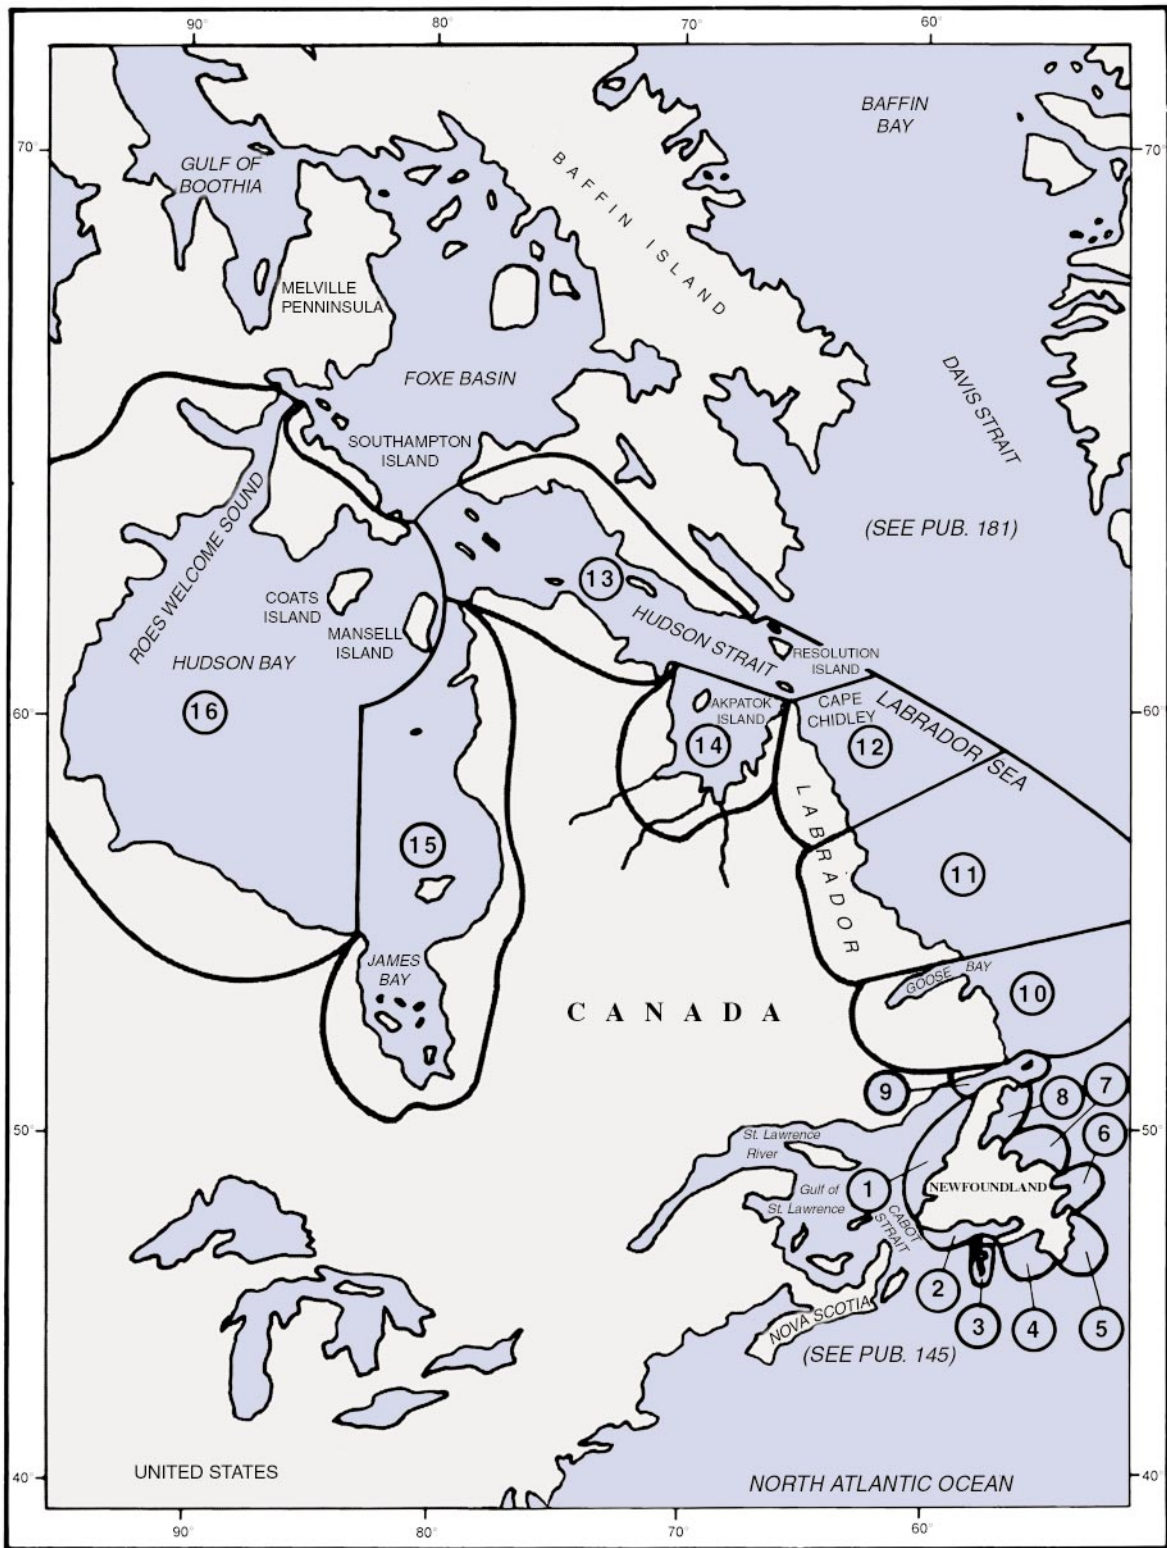 90°
80°
70°
60°
BAFFIN
BAY
70°
70°
GULF OF
BOOTHIA
BAFFIN ISLAND
MELVILLE
PENNINSULA
FOXE BASIN
DAVIS STRAIT
SOUTHAMPTON
ISLAND
(SEE PUB. 181)
ROES WELCOME SOUND
13
COATS
ISLAND
MANSELL
ISLAND
HUDSON STRAIT
RESOLUTION
ISLAND
HUDSON BAY
16
60°
60°
AKPATOK
ISLAND
14
CAPE
CHIDLEY
12
LABRADOR SEA
15
LABRADOR
11
JAMES
BAY
GOOSE BAY
10
CANADA
9
8
7
50°
50°
St. Lawrence
River
6
1
NEWFOUNDLAND
Gulf of
St. Lawrence
CABOT
STRAIT
2
3
4
5
NOVA SCOTIA
(SEE PUB. 145)
UNITED STATES
NORTH ATLANTIC OCEAN
40°
40°
90°
80°
70°
60°